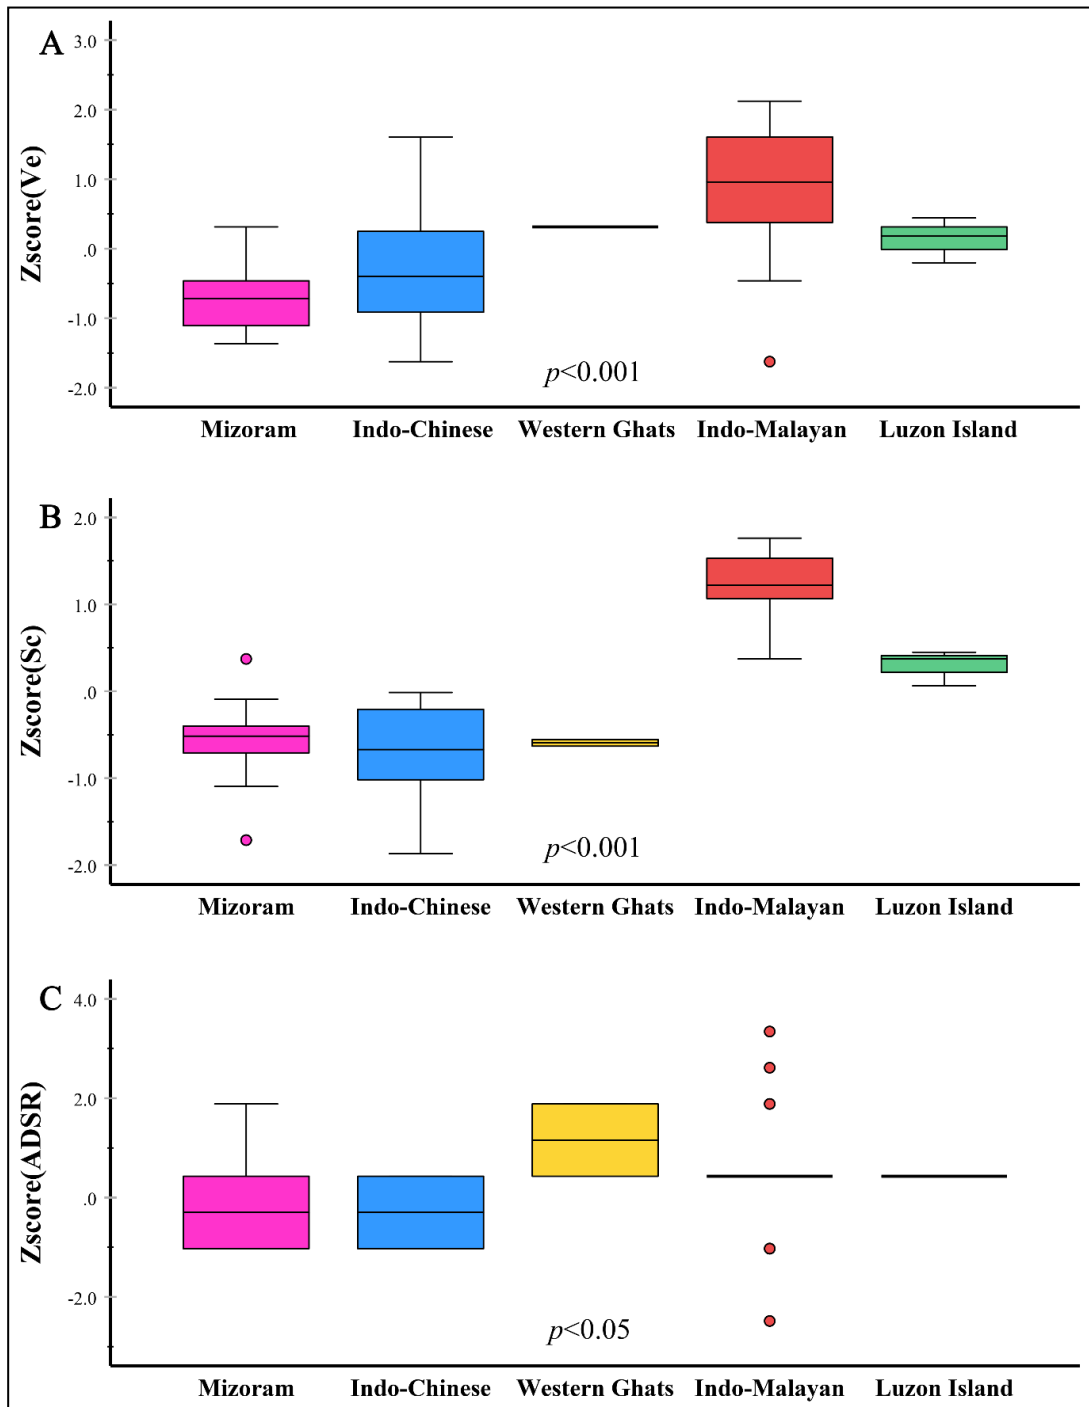 A
Zscore(Ve)
3.0
2.0
1.0
.0
-1.0
-2.0
p<0.001
Mizoram Indo-Chinese Western Ghats Indo-Malayan Luzon Island
B
Zscore(Sc)
2.0
1.0
.0
-1.0
-2.0
p<0.001
Mizoram Indo-Chinese Western Ghats Indo-Malayan Luzon Island
C
Zscore(ADSR)
4.0
2.0
.0
-2.0
p<0.05
Mizoram Indo-Chinese Western Ghats Indo-Malayan Luzon Island